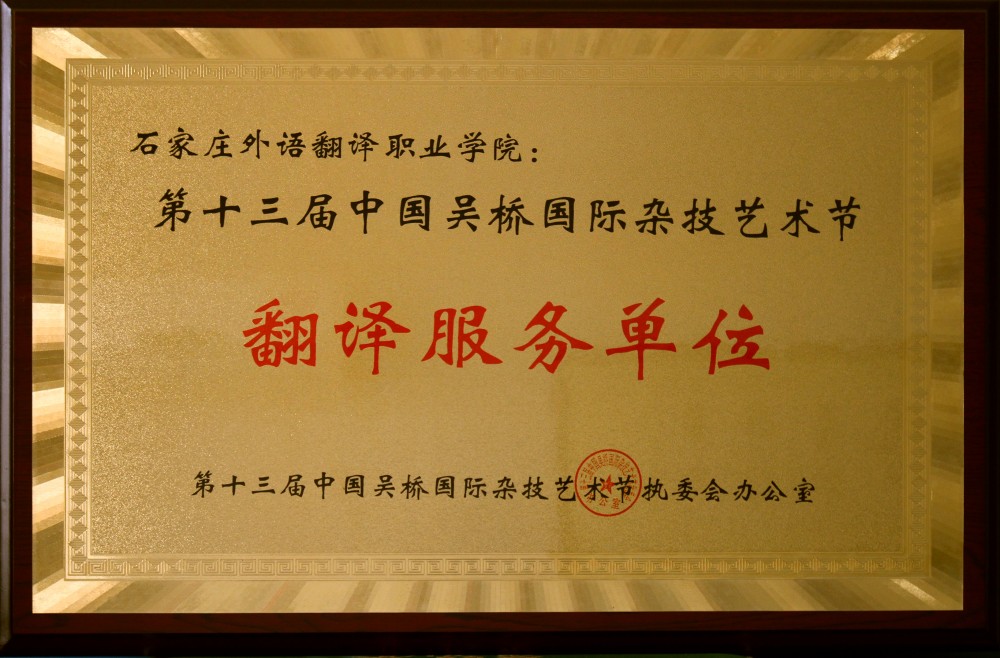 石家庄外语翻译职业学院：
第十三届中国吴桥国际杂技艺术节
翻译服务单位
第十三届中国吴桥国际杂技艺术节执委会办公室